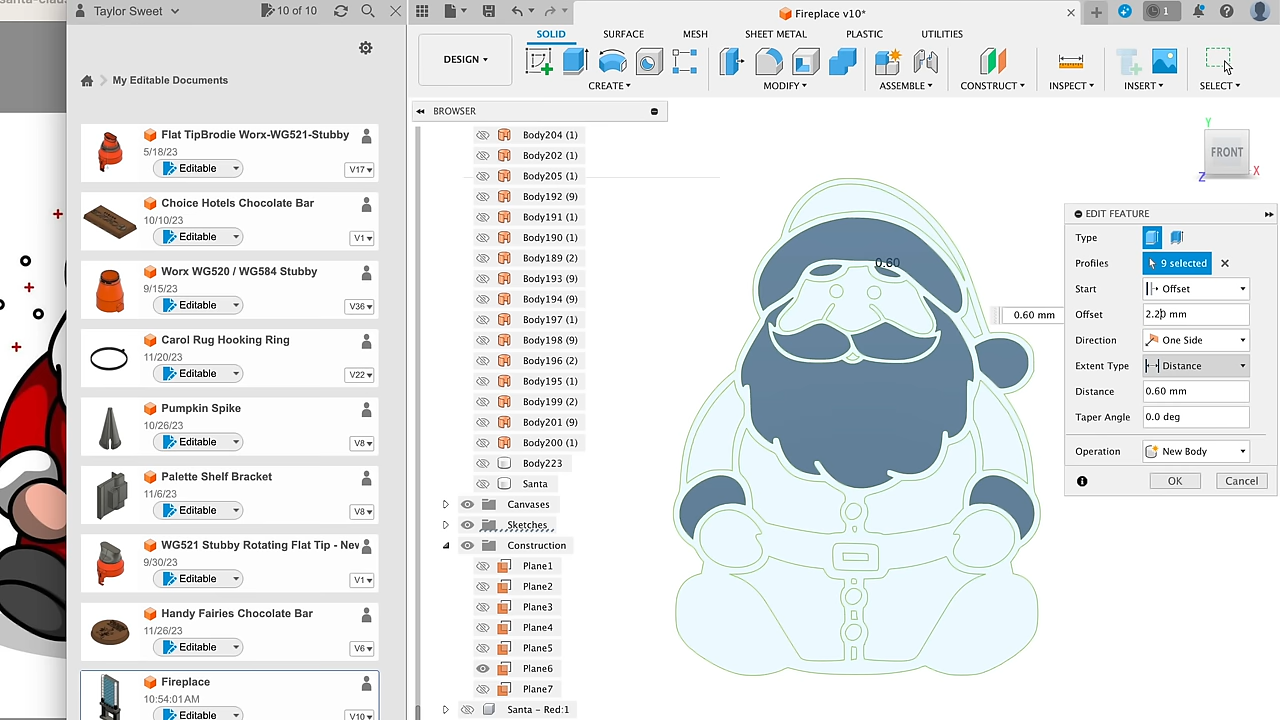 Taylor Sweet
10 of 10
My Editable Documents
Flat TipBrodie Worx-WG521-Stubby
5/18/23
Editable
V17
Choice Hotels Chocolate Bar
10/10/23
Editable
V1
Worx WG520 / WG584 Stubby
9/15/23
Editable
V36
Carol Rug Hooking Ring
11/20/23
Editable
V22
Pumpkin Spike
10/26/23
Editable
V8
Palette Shelf Bracket
11/6/23
Editable
V8
WG521 Stubby Rotating Flat Tip - New
9/30/23
Editable
V1
Handy Fairies Chocolate Bar
11/26/23
Editable
V6
Fireplace
10:54:01 AM
Editable
V10
Fireplace v10*
1
DESIGN
SOLID
SURFACE
MESH
SHEET METAL
PLASTIC
UTILITIES
CREATE
MODIFY
ASSEMBLE
CONSTRUCT
INSPECT
INSERT
SELECT
BROWSER
Body204 (1)
Body202 (1)
Body205 (1)
Body192 (9)
Body191 (1)
Body190 (1)
Body189 (2)
Body193 (9)
Body194 (9)
Body197 (1)
Body198 (9)
Body196 (2)
Body195 (1)
Body199 (2)
Body201 (9)
Body200 (1)
Body223
Santa
Canvases
Sketches
Construction
Plane1
Plane2
Plane3
Plane4
Plane5
Plane6
Plane7
Santa - Red:1
0.60
0.60 mm
Y
FRONT
Z
X
EDIT FEATURE
Type
Profiles
9 selected
Start
Offset
Offset
2.20 mm
Direction
One Side
Extent Type
Distance
Distance
0.60 mm
Taper Angle
0.0 deg
Operation
New Body
OK
Cancel